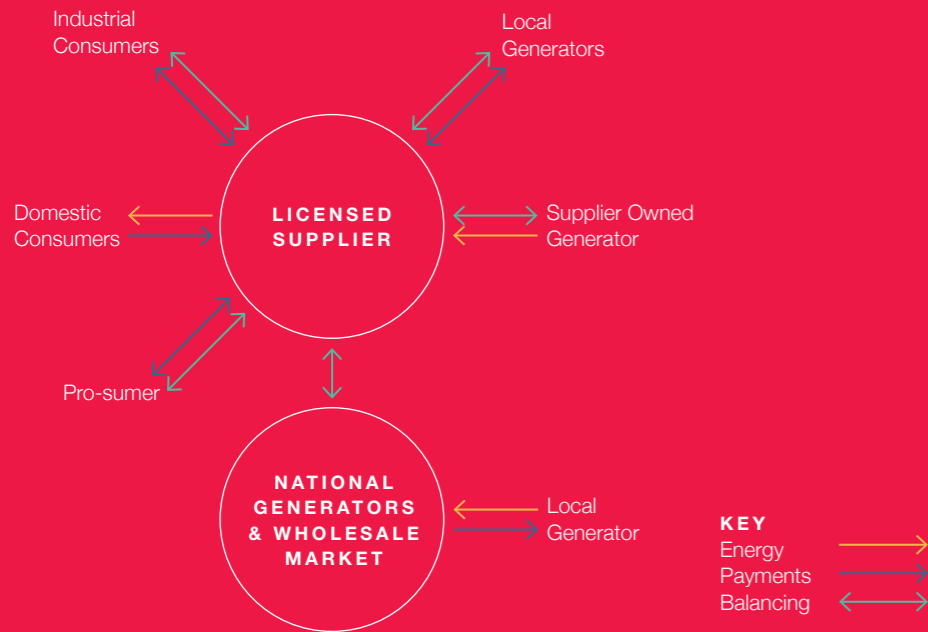 Industrial
Consumers
Local
Generators
Domestic
Consumers
LICENSED
SUPPLIER
Supplier Owned
Generator
Pro-sumer
NATIONAL
GENERATORS
& WHOLESALE
MARKET
Local
Generator
KEY
Energy
Payments
Balancing